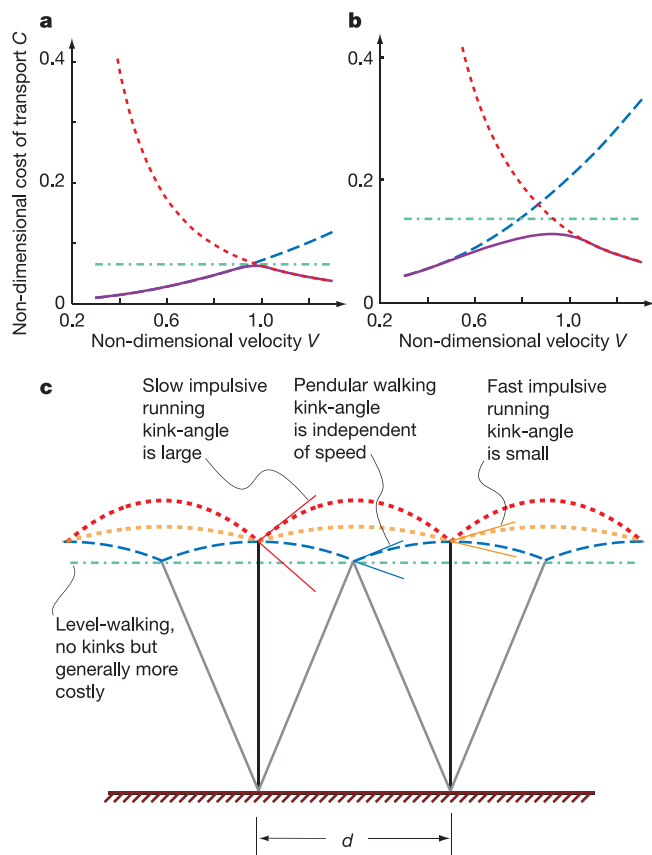 a
b
Non-dimensional cost of transport C
0.4
0.2
0
0.2
0.6
1.0
Non-dimensional velocity V
0.4
0.2
0
0.2
0.6
1.0
Non-dimensional velocity V
c
Slow impulsive
running
kink-angle
is large
Pendular walking
kink-angle
is independent
of speed
Fast impulsive
running
kink-angle
is small
Level-walking,
no kinks but
generally more
costly
d